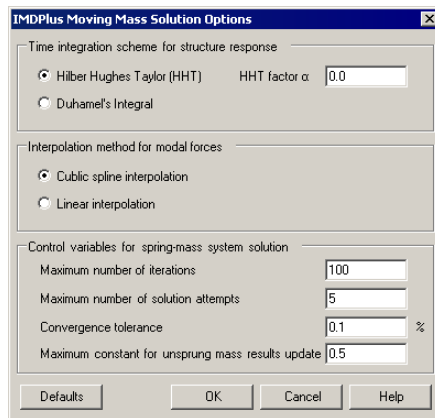 IMDPlus Moving Mass Solution Options
Time integration scheme for structure response
Hilber Hughes Taylor (HHT) HHT factor α 0.0
Duhamel's Integral
Interpolation method for modal forces
Cublic spline interpolation
Linear interpolation
Control variables for spring-mass system solution
Maximum number of iterations 100
Maximum number of solution attempts 5
Convergence tolerance 0.1 %
Maximum constant for unsprung mass results update 0.5
Defaults OK Cancel Help